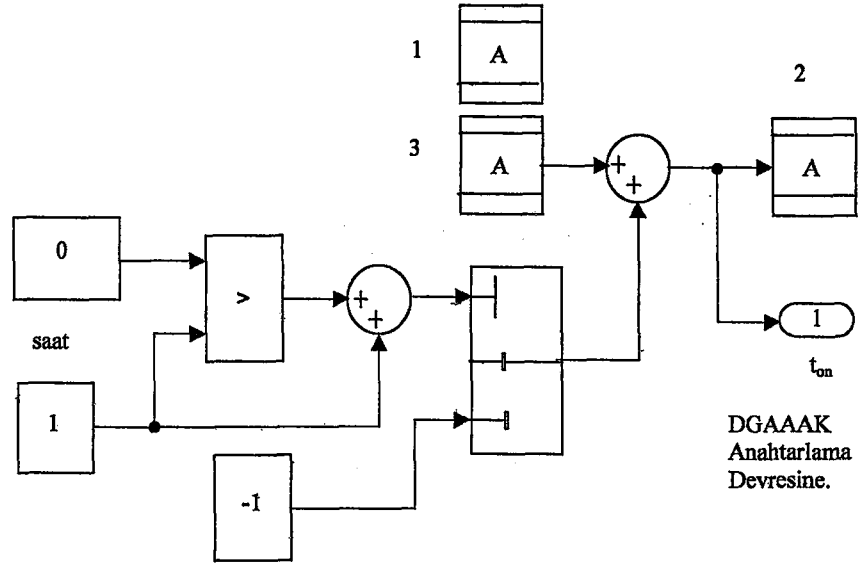 1
A
2
3
A
+
+
A
0
>
+
+
saat
1
1
t_on
-1
DGAAAK
Anahtarlama
Devresine.